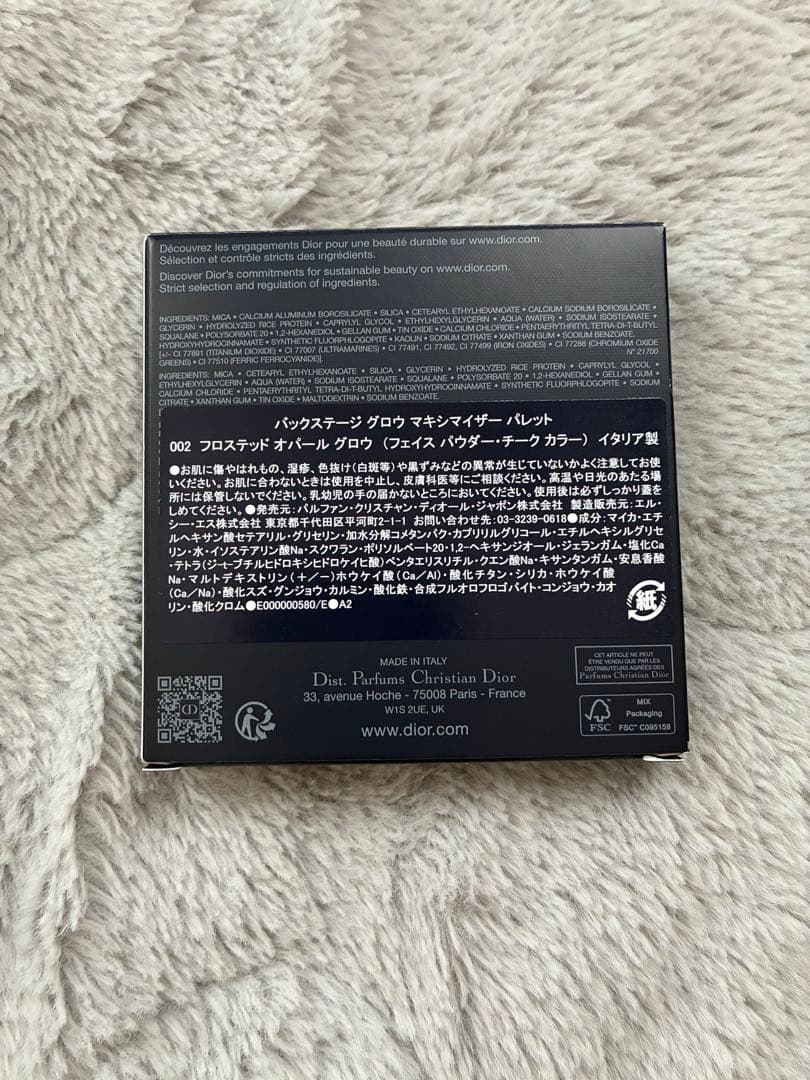 Découvrez les engagements Dior pour une beauté durable sur www.dior.com.
Sélection et contrôle stricts des ingrédients.
Discover Dior's commitments for sustainable beauty on www.dior.com.
Strict selection and regulation of ingredients.
INGREDIENTS: MICA • CALCIUM ALUMINUM BOROSILICATE • SILICA • CETEARYL ETHYLHEXANOATE • CALCIUM SODIUM BOROSILICATE •
GLYCERIN • HYDROLYZED RICE PROTEIN • CAPRYLYL GLYCOL • ETHYLHEXYLGLYCERIN • AQUA (WATER) • SODIUM ISOSTEARATE •
SQUALANE • POLYSORBATE 20 • 1,2-HEXANEDIOL • GELLAN GUM • TIN OXIDE • CALCIUM CHLORIDE • PENTAERYTHRITYL TETRA-DI-T-BUTYL
HYDROXYHYDROCINNAMATE • SYNTHETIC FLUORPHLOGOPITE • KAOLIN • SODIUM CITRATE • XANTHAN GUM • SODIUM BENZOATE.
[+/- CI 77891 (TITANIUM DIOXIDE) • CI 77007 (ULTRAMARINES) • CI 77491, CI 77492, CI 77499 (IRON OXIDES) • CI 77288 (CHROMIUM OXIDE
GREENS) • CI 77510 (FERRIC FERROCYANIDE)]. N° 21700
INGREDIENTS: MICA • CETEARYL ETHYLHEXANOATE • SILICA • GLYCERIN • HYDROLYZED RICE PROTEIN • CAPRYLYL GLYCOL •
ETHYLHEXYLGLYCERIN • AQUA (WATER) • SODIUM ISOSTEARATE • SQUALANE • POLYSORBATE 20 • 1,2-HEXANEDIOL • GELLAN GUM •
CALCIUM CHLORIDE • PENTAERYTHRITYL TETRA-DI-T-BUTYL HYDROXYHYDROCINNAMATE • SYNTHETIC FLUORPHLOGOPITE • SODIUM
CITRATE • XANTHAN GUM • TIN OXIDE • MALTODEXTRIN • SODIUM BENZOATE.
バックステージ グロウ マキシマイザー パレット
002 フロステッド オパール グロウ （フェイス パウダー・チーク カラー） イタリア製
●お肌に傷やはれもの、湿疹、色抜け(白斑等)や黒ずみなどの異常が生じていないかよく注意してお使
いください。お肌に合わないときは使用を中止し、皮膚科医等にご相談ください。高温や日光のあたる場
所には保管しないでください。乳幼児の手の届かないところにおいてください。使用後は必ずしっかり蓋を
しめてください。●発売元：パルファン・クリスチャン・ディオール・ジャポン株式会社 製造販売元：エル・
シー・エス株式会社 東京都千代田区平河町2-1-1 お問い合わせ先：03-3239-0618●成分：マイカ・エチ
ルヘキサン酸セテアリル・グリセリン・加水分解コメタンパク・カプリリルグリコール・エチルヘキシルグリセ
リン・水・イソステアリン酸Na・スクワラン・ポリソルベート20・1,2-ヘキサンジオール・ジェランガム・塩化Ca
・テトラ(ジ-t-ブチルヒドロキシヒドロケイヒ酸)ペンタエリスリチル・クエン酸Na・キサンタンガム・安息香酸
Na・マルトデキストリン（＋/－）ホウケイ酸（Ca/Al）・酸化チタン・シリカ・ホウケイ酸
（Ca/Na）・酸化スズ・グンジョウ・カルミン・酸化鉄・合成フルオロフロゴパイト・コンジョウ・カオ
リン・酸化クロム●E000000580/E●A2
紙
MADE IN ITALY
Dist. Parfums Christian Dior
33, avenue Hoche - 75008 Paris - France
W1S 2UE, UK
www.dior.com
CD
CET ARTICLE NE PEUT
ÊTRE VENDU QUE PAR LES
DISTRIBUTEURS AGRÉÉS DES
Parfums Christian Dior
FSC
MIX
Packaging
FSC™ C095159